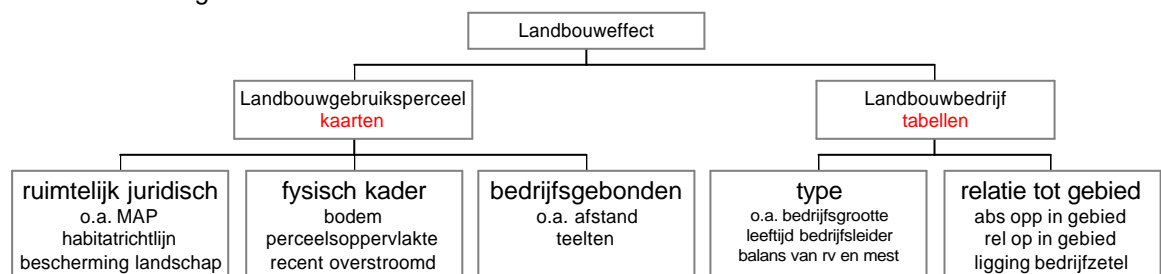 Landbouweffect
Landbouwgebruiksperceel
kaarten
Landbouwbedrijf
tabellen
ruimtelijk juridisch
o.a. MAP
habitatrichtlijn
bescherming landschap
fysisch kader
bodem
perceelsoppervlakte
recent overstroomd
bedrijfsgebonden
o.a. afstand
teelten
type
o.a. bedrijfsgrootte
leeftijd bedrijfsleider
balans van rv en mest
relatie tot gebied
abs opp in gebied
rel op in gebied
ligging bedrijfzetel